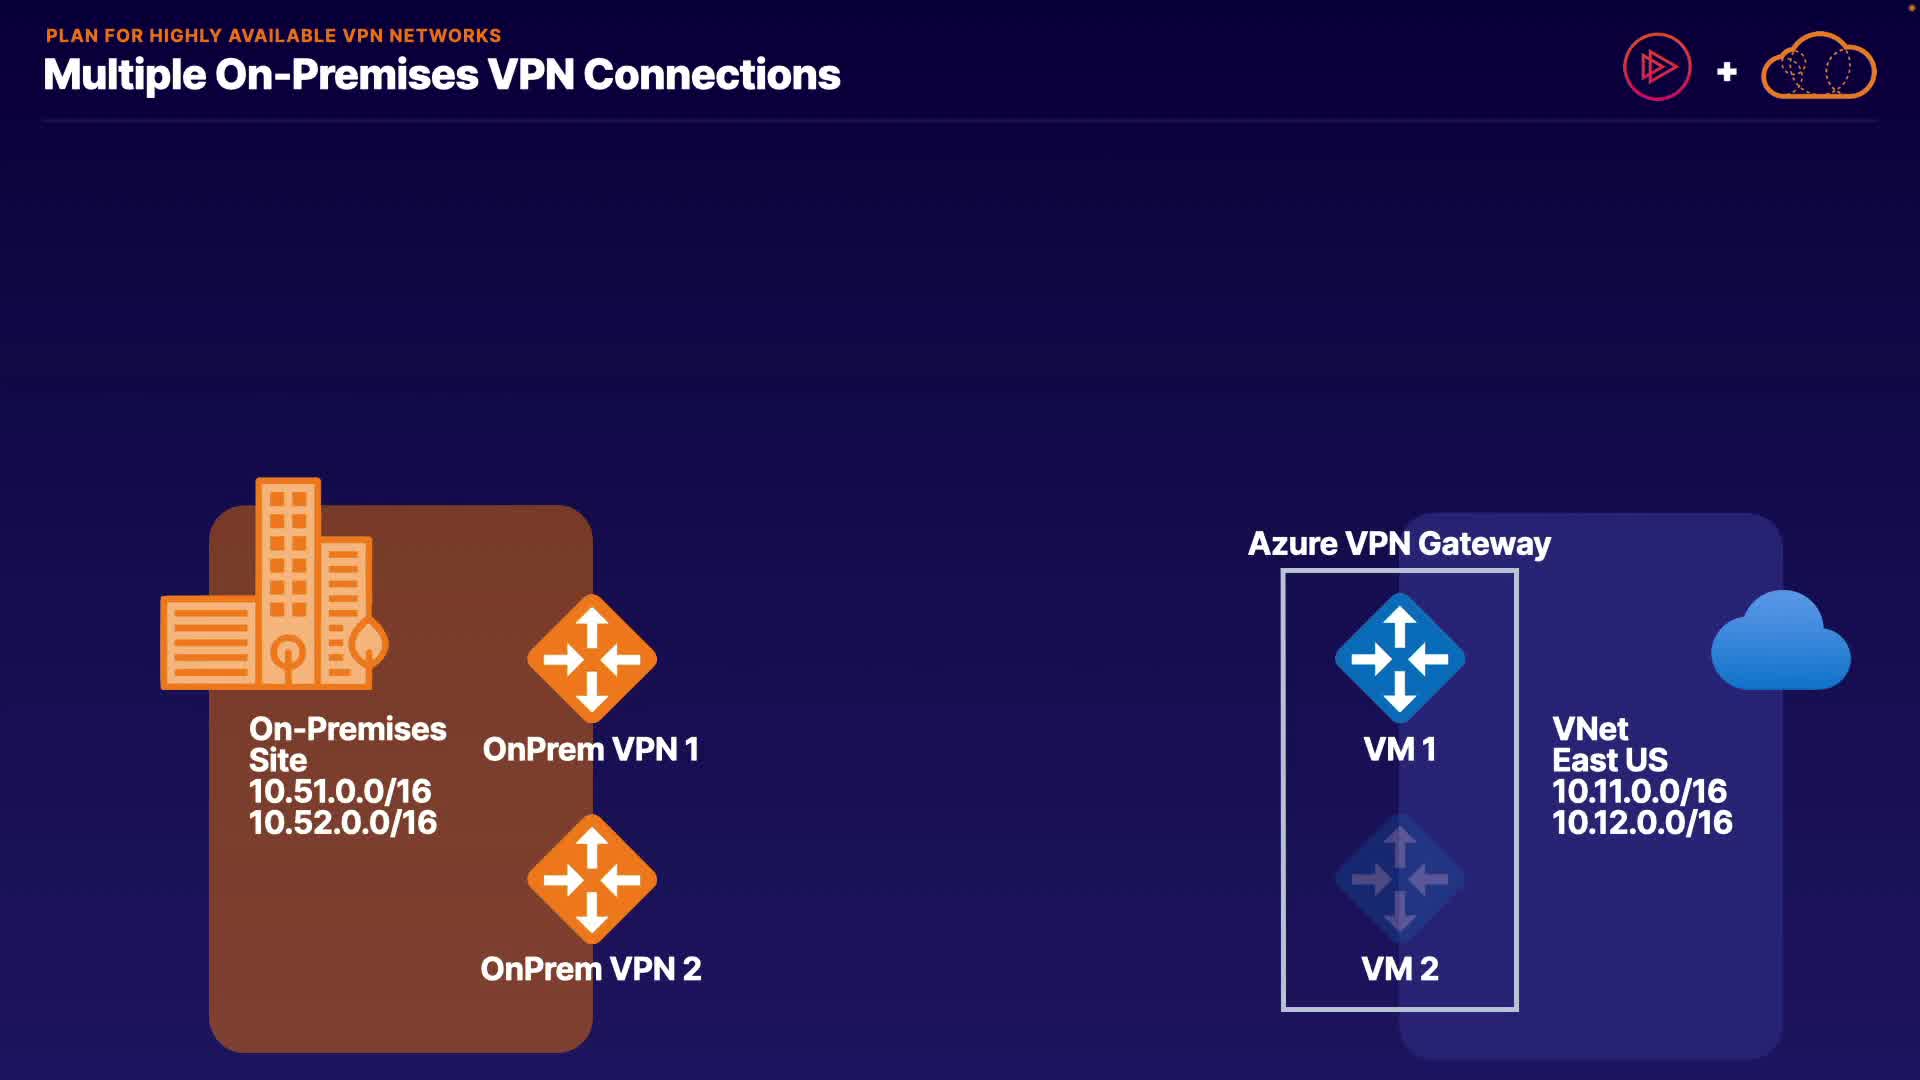 PLAN FOR HIGHLY AVAILABLE VPN NETWORKS
Multiple On-Premises VPN Connections
On-Premises
Site
10.51.0.0/16
10.52.0.0/16
OnPrem VPN 1
OnPrem VPN 2
Azure VPN Gateway
VM 1
VM 2
VNet
East US
10.11.0.0/16
10.12.0.0/16